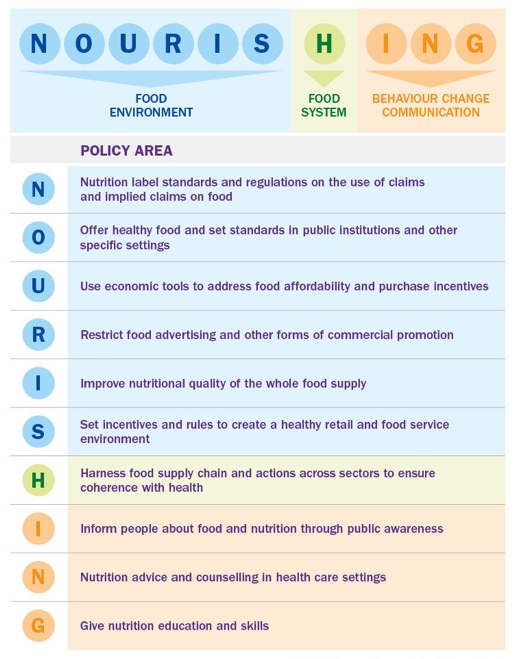 N O U R I S H I N G
FOOD
ENVIRONMENT
FOOD
SYSTEM
BEHAVIOUR CHANGE
COMMUNICATION
POLICY AREA
N
Nutrition label standards and regulations on the use of claims
and implied claims on food
O
Offer healthy food and set standards in public institutions and other
specific settings
U
Use economic tools to address food affordability and purchase incentives
R
Restrict food advertising and other forms of commercial promotion
I
Improve nutritional quality of the whole food supply
S
Set incentives and rules to create a healthy retail and food service
environment
H
Harness food supply chain and actions across sectors to ensure
coherence with health
I
Inform people about food and nutrition through public awareness
N
Nutrition advice and counselling in health care settings
G
Give nutrition education and skills